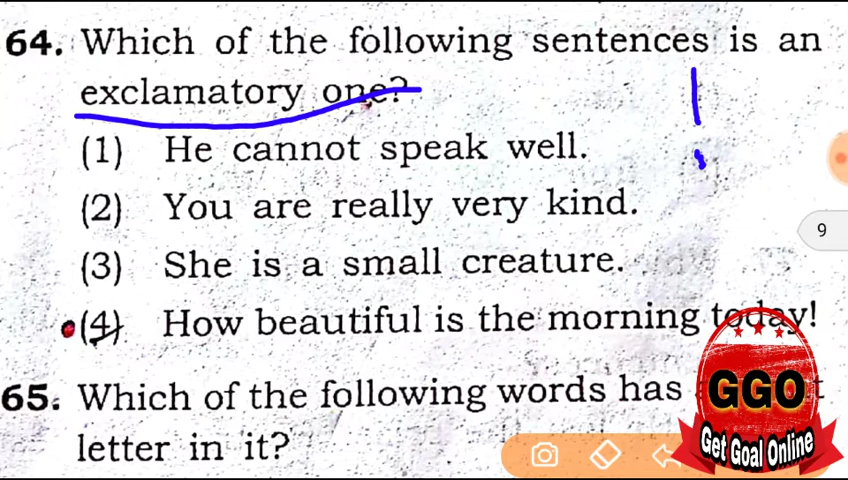 64. Which of the following sentences is an
exclamatory one?
(1) He cannot speak well.
(2) You are really very kind.
(3) She is a small creature.
(4) How beautiful is the morning today!
65. Which of the following words has
letter in it?
9
GGO
Get Goal Online